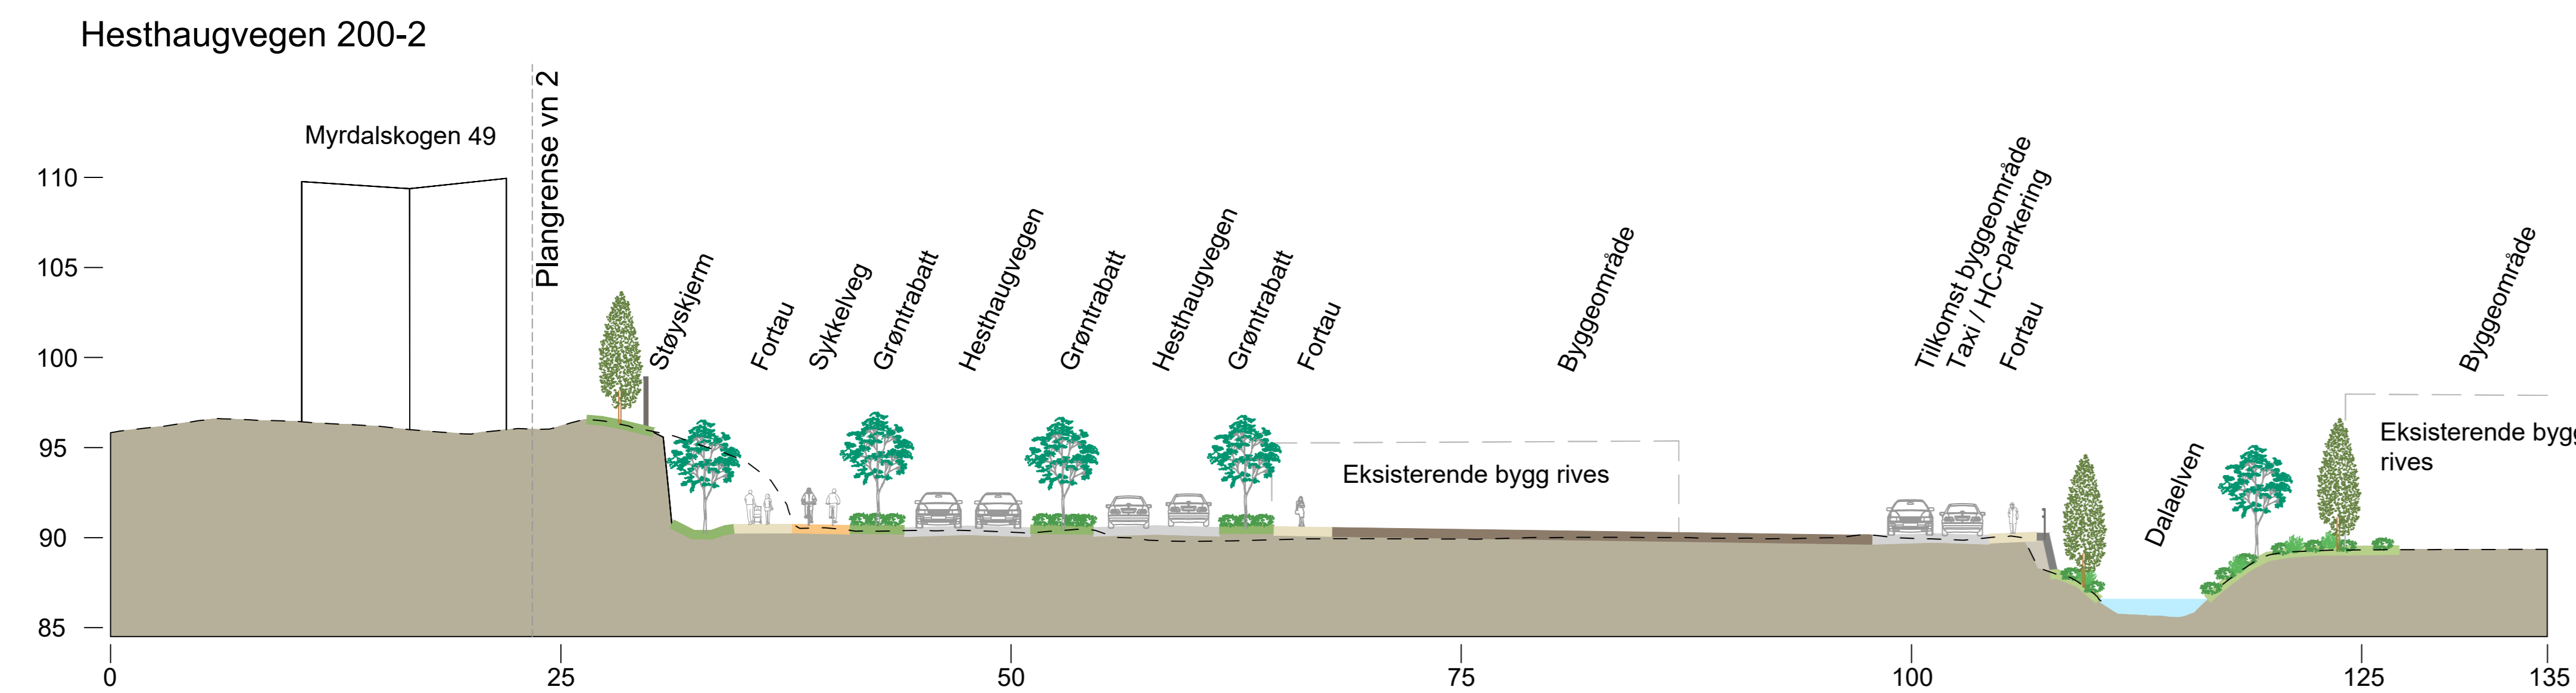 Hesthaugvegen 200-2
Plangrense vn 2
Myrdalskogen 49
110
105
100
95
90
85
Støyskjerm
Fortau
Sykkelveg
Grøntrabatt
Hesthaugvegen
Grøntrabatt
Hesthaugvegen
Grøntrabatt
Fortau
Byggeområde
Tilkomst byggeområde
Taxi / HC-parkering
Fortau
Dalaelven
Byggeområde
Eksisterende bygg rives
Eksisterende byg
rives
0
25
50
75
100
125
135